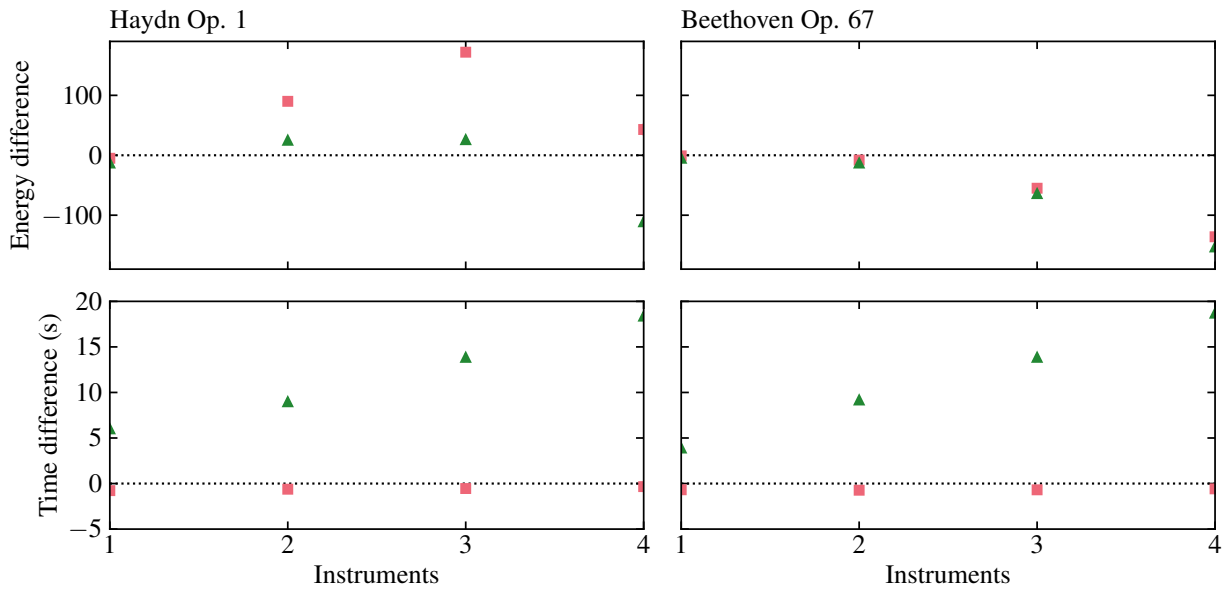 Haydn Op. 1
Beethoven Op. 67
Energy difference
100
0
−100
Time difference (s)
20
15
10
5
0
−5
1 2 3 4
1 2 3 4
Instruments
Instruments